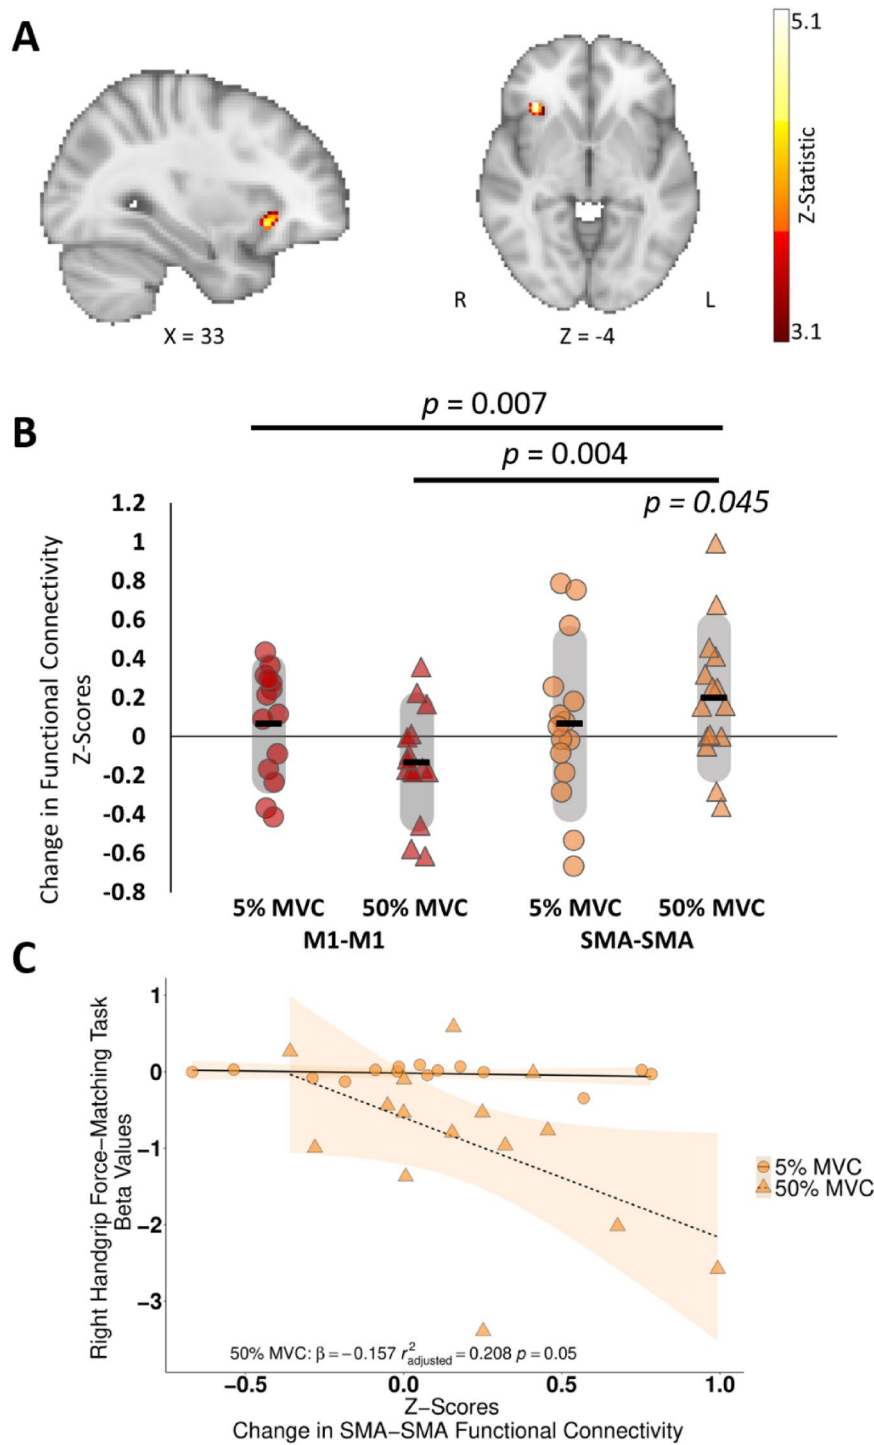 A
5.1
Z-Statistic
3.1
R
L
X = 33
Z = -4
B
p = 0.007
p = 0.004
p = 0.045
Change in Functional Connectivity
Z-Scores
1.2
1
0.8
0.6
0.4
0.2
0
-0.2
-0.4
-0.6
-0.8
5% MVC 50% MVC 5% MVC 50% MVC
M1-M1 SMA-SMA
C
Right Handgrip Force−Matching Task
Beta Values
1
0
−1
−2
−3
5% MVC
50% MVC
50% MVC: β = −0.157 r²adjusted = 0.208 p = 0.05
−0.5 0.0 0.5 1.0
Z−Scores
Change in SMA−SMA Functional Connectivity